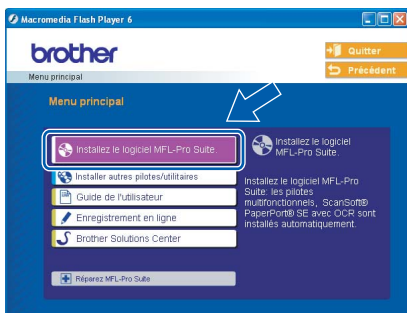 Macromedia Flash Player 6
brother
Quitter
Précédent
Menu principal
Menu principal
Installez le logiciel MFL-Pro Suite.
Installer autres pilotes/utilitaires
Guide de l'utilisateur
Enregistrement en ligne
Brother Solutions Center
Réparez MFL-Pro Suite
Installez le logiciel
MFL-Pro Suite.
Installez le logiciel MFL-Pro
Suite: les pilotes
multifonctionnels, ScanSoft®
PaperPort® SE avec OCR sont
installés automatiquement.